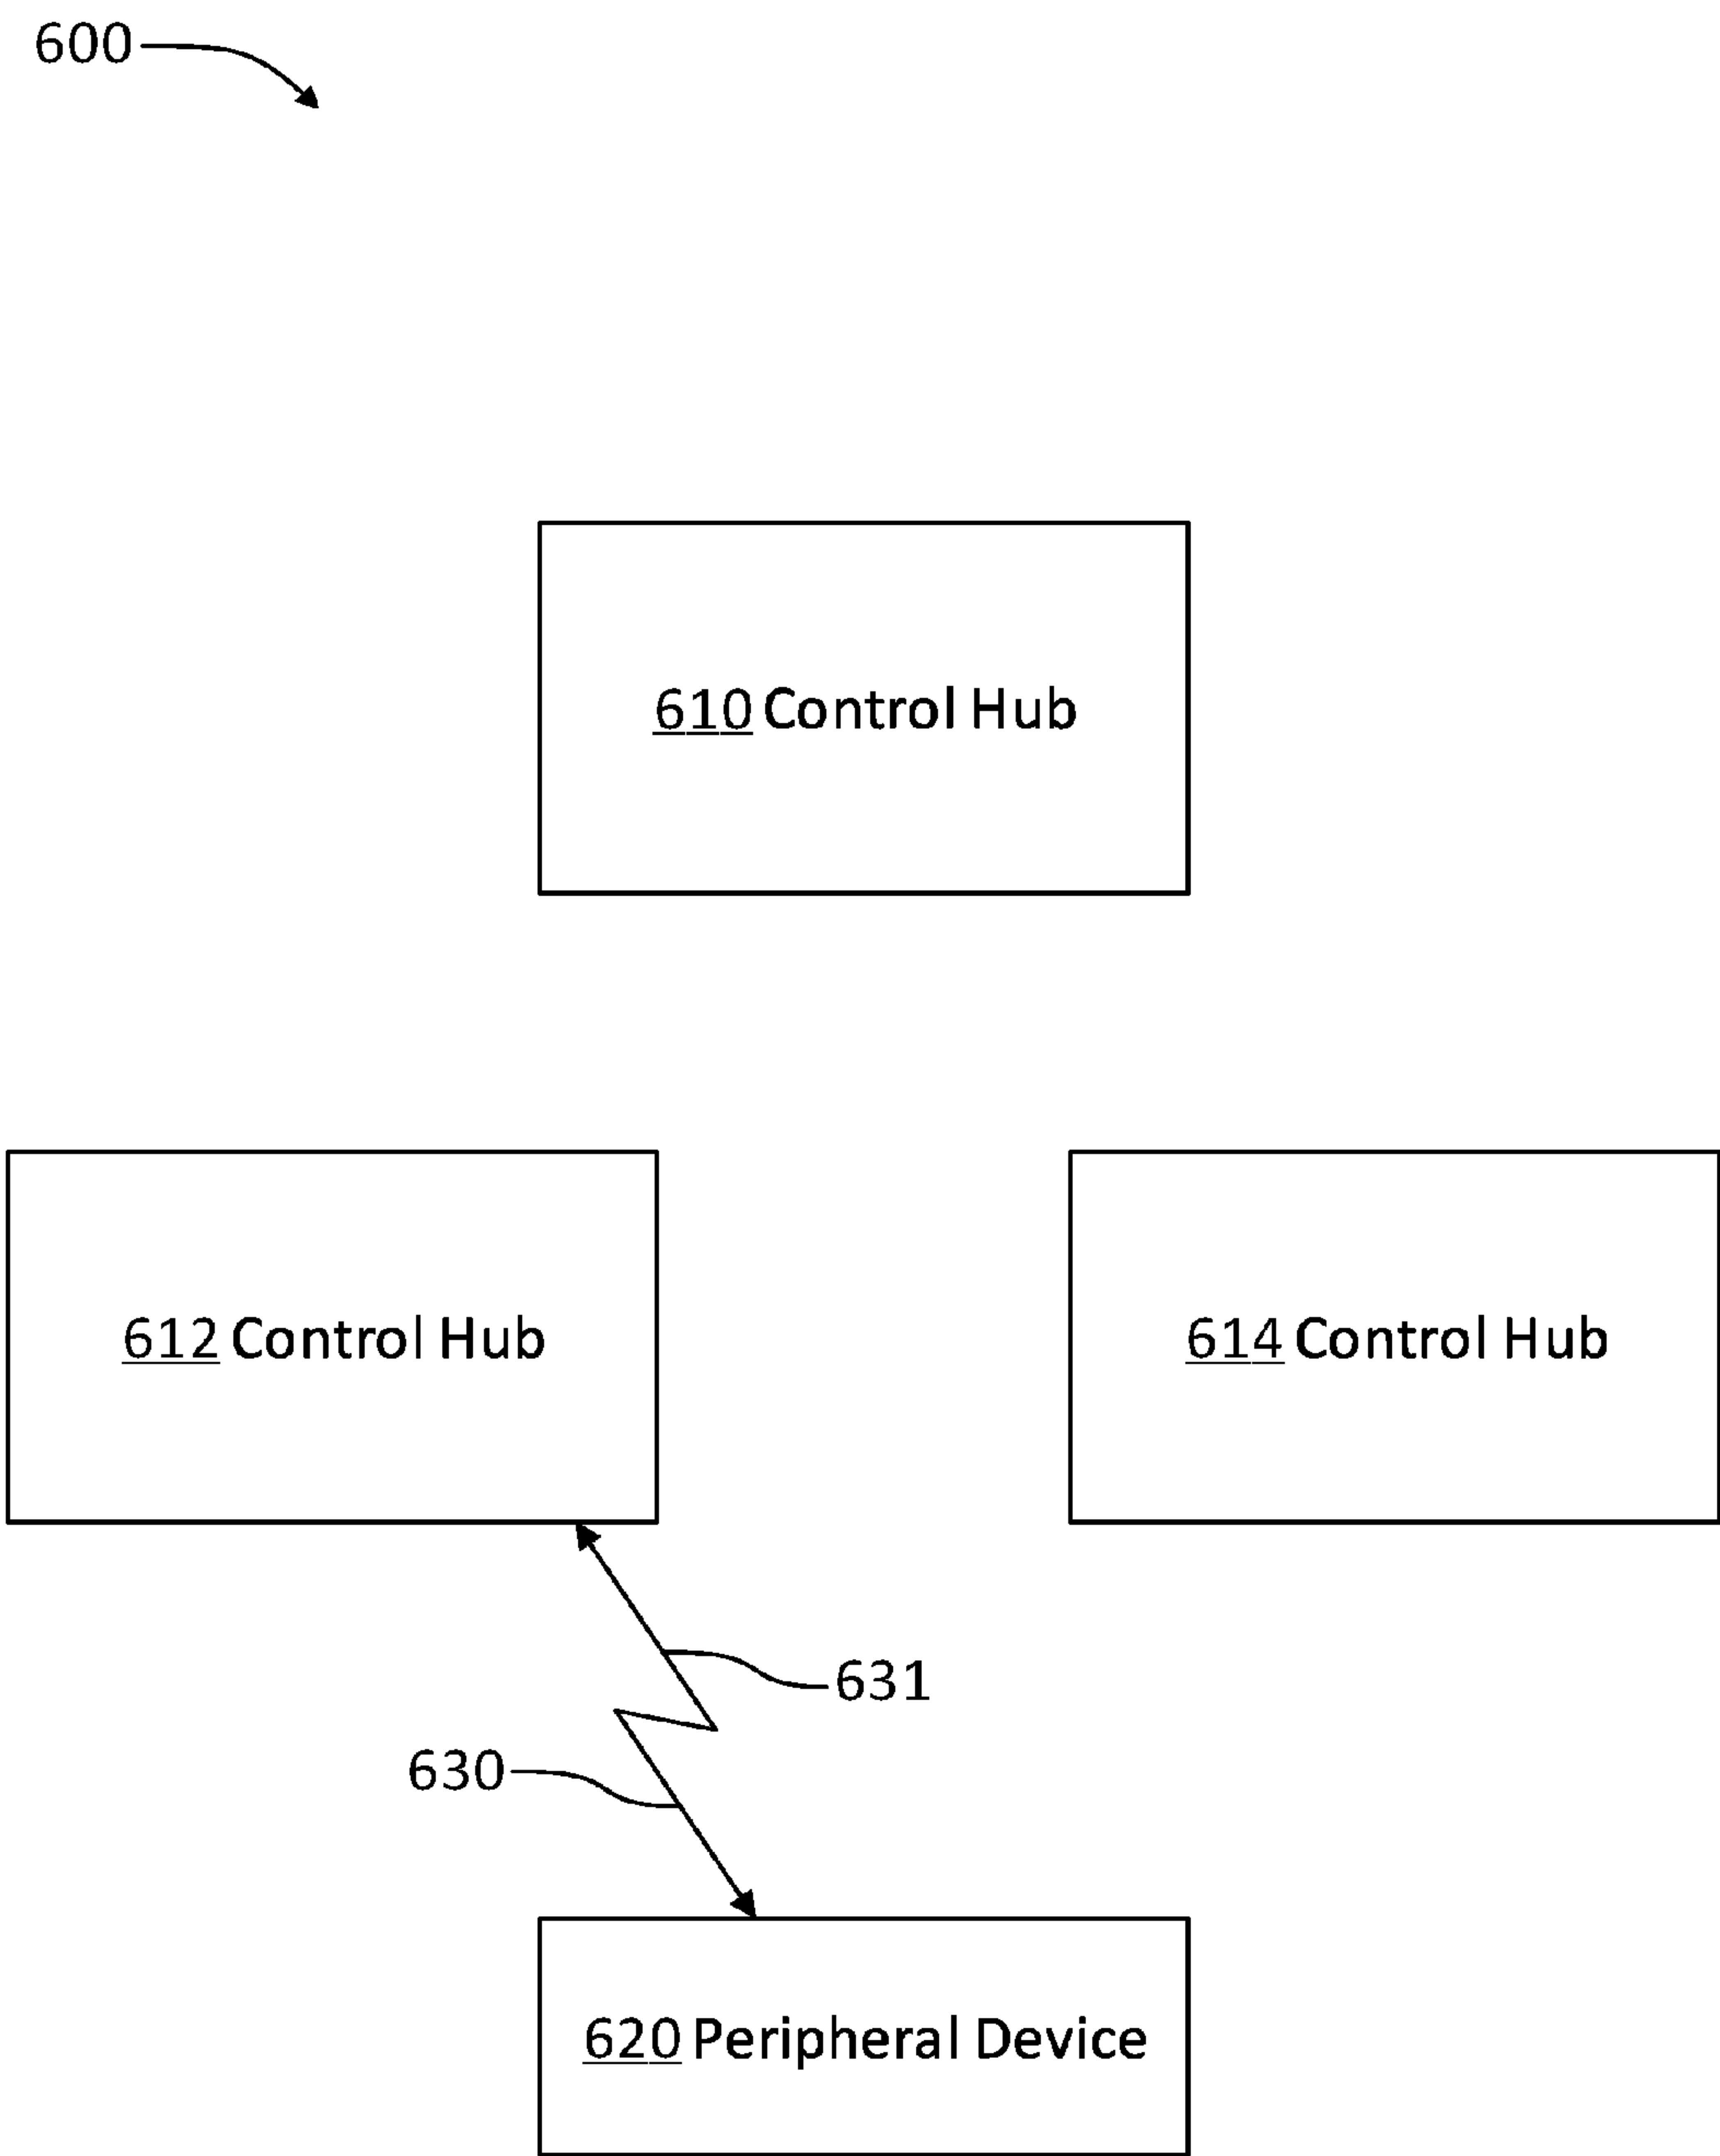 600
610 Control Hub
612 Control Hub
614 Control Hub
631
630
620 Peripheral Device